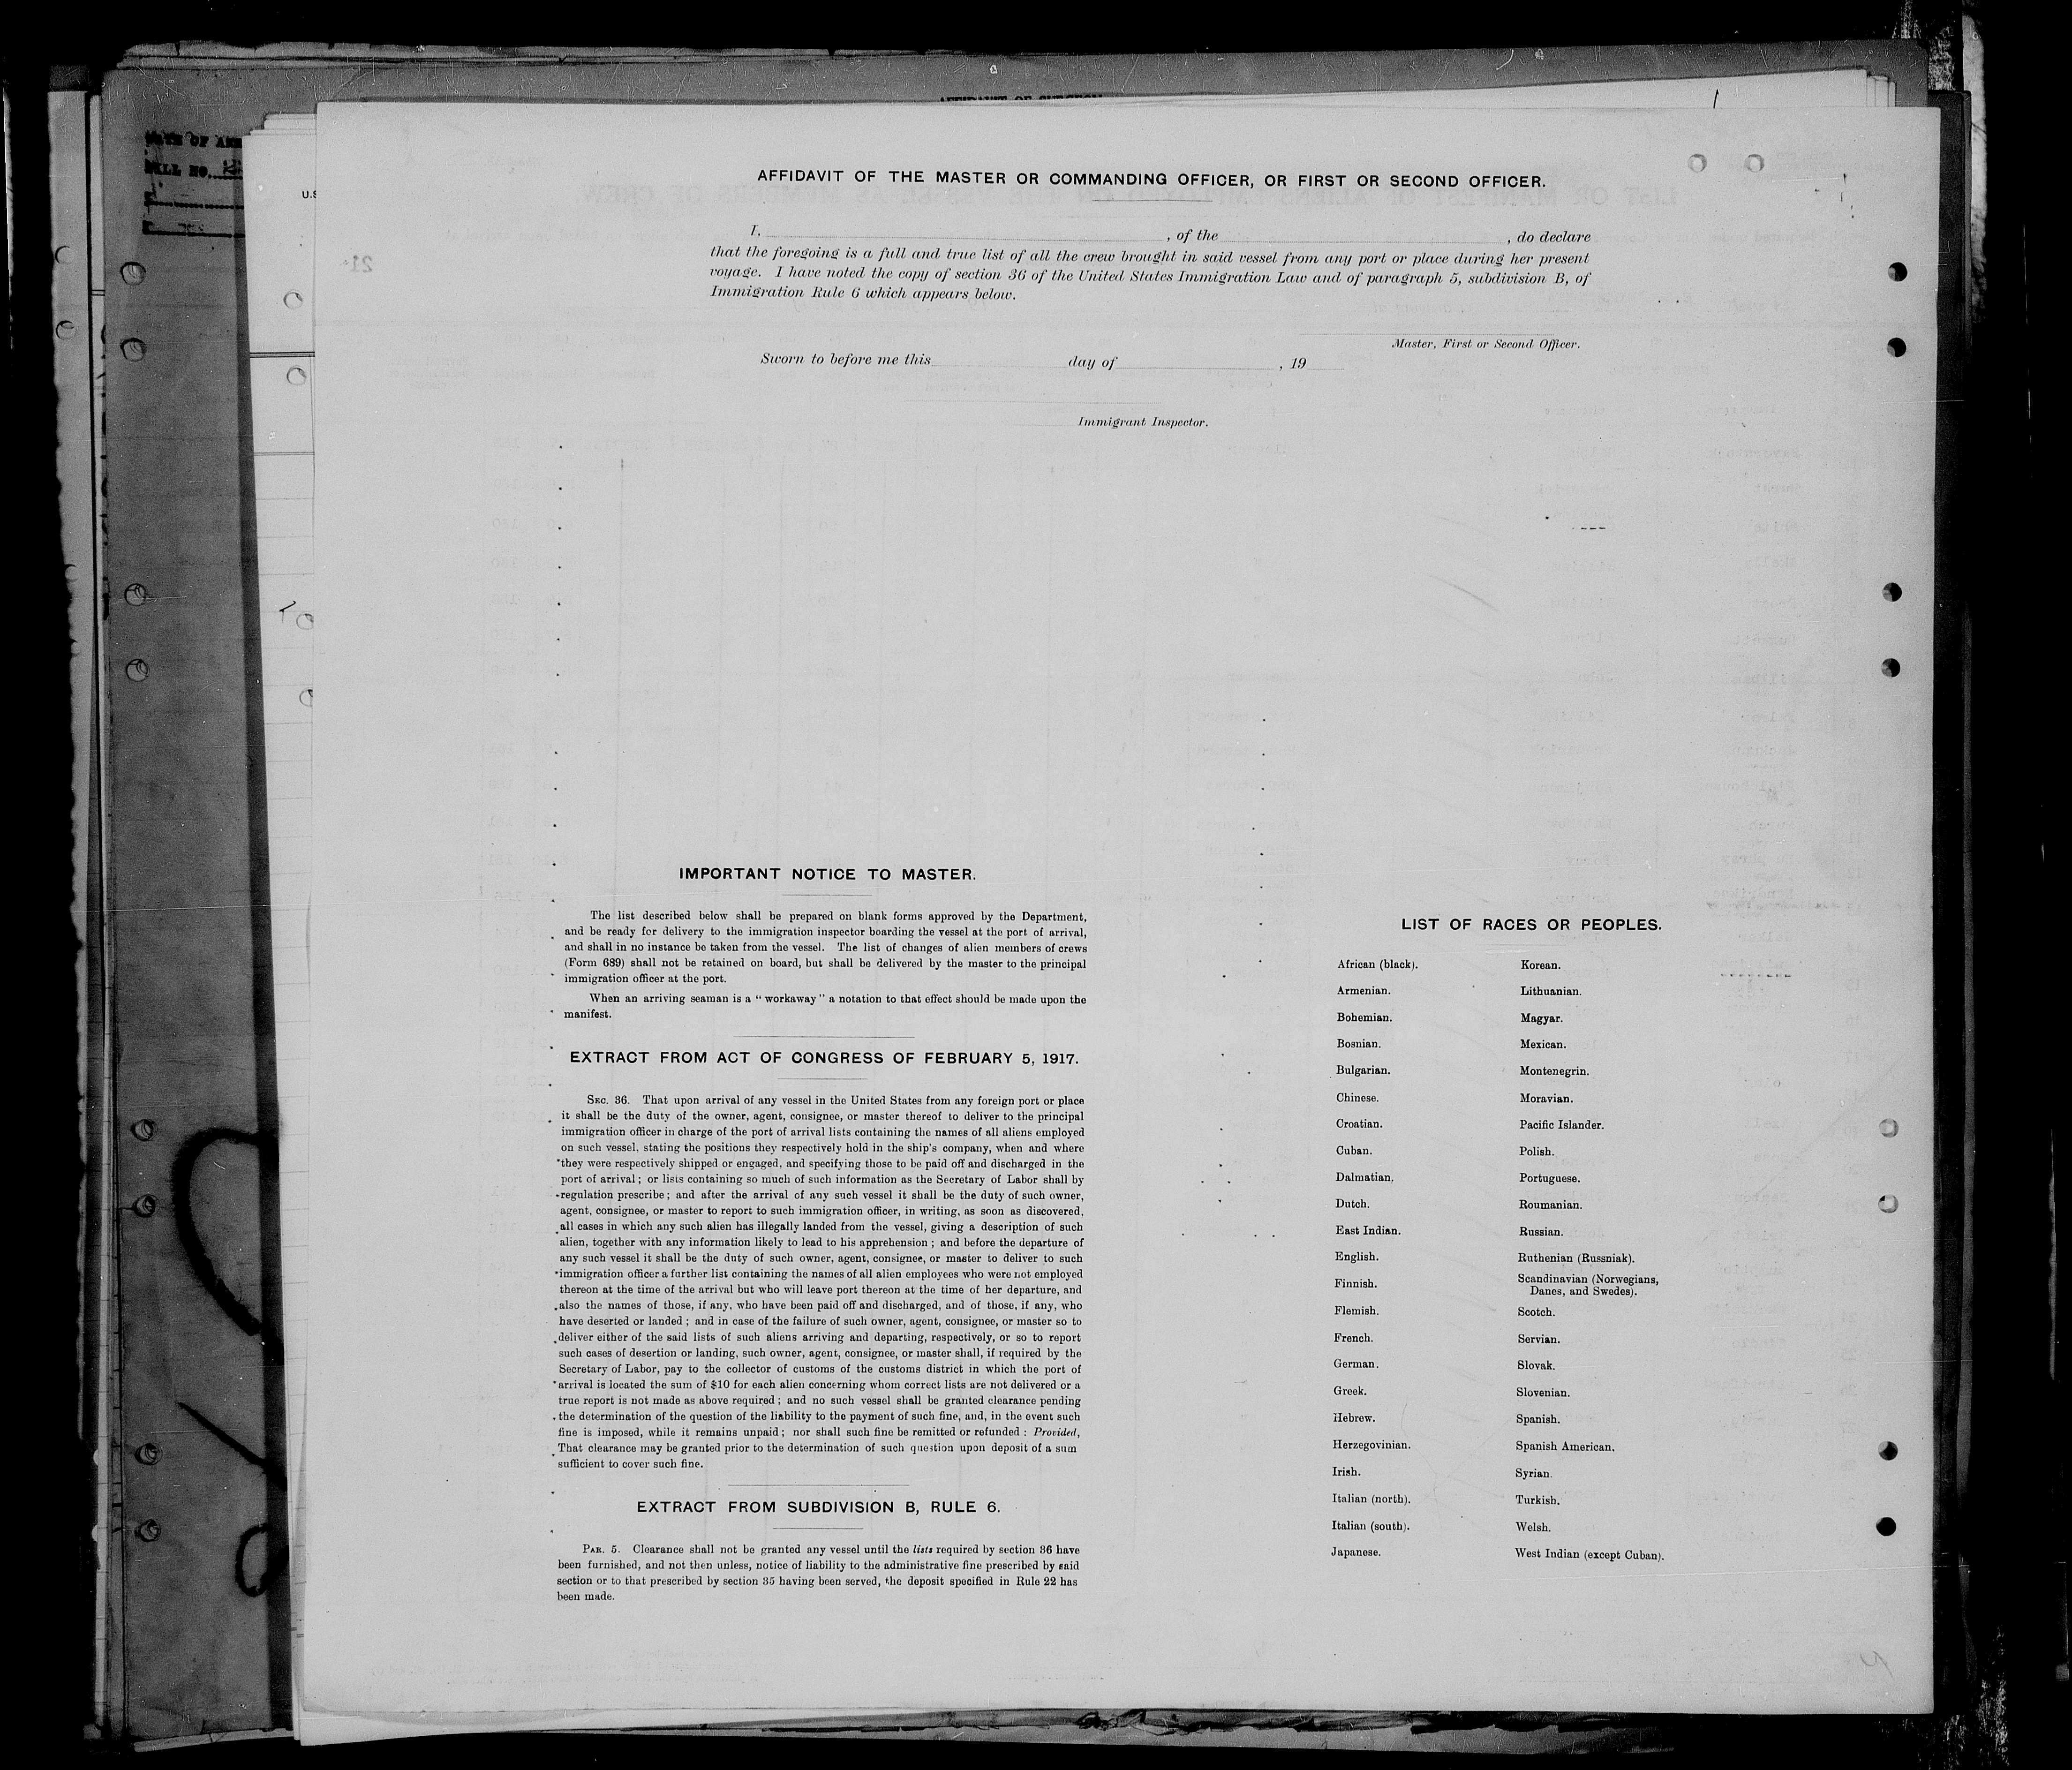 AFFIDAVIT OF THE MASTER OR COMMANDING OFFICER, OR FIRST OR SECOND OFFICER.
I, , of the , do declare
that the foregoing is a full and true list of all the crew brought in said vessel from any port or place during her present
voyage. I have noted the copy of section 36 of the United States Immigration Law and of paragraph 5, subdivision B, of
Immigration Rule 6 which appears below.
Master, First or Second Officer.
Sworn to before me this day of , 19
Immigrant Inspector.
IMPORTANT NOTICE TO MASTER.
The list described below shall be prepared on blank forms approved by the Department,
and be ready for delivery to the immigration inspector boarding the vessel at the port of arrival,
and shall in no instance be taken from the vessel. The list of changes of alien members of crews
(Form 689) shall not be retained on board, but shall be delivered by the master to the principal
immigration officer at the port.
When an arriving seaman is a "workaway" a notation to that effect should be made upon the
manifest.
EXTRACT FROM ACT OF CONGRESS OF FEBRUARY 5, 1917.
SEC. 36. That upon arrival of any vessel in the United States from any foreign port or place
it shall be the duty of the owner, agent, consignee, or master thereof to deliver to the principal
immigration officer in charge of the port of arrival lists containing the names of all aliens employed
on such vessel, stating the positions they respectively hold in the ship's company, when and where
they were respectively shipped or engaged, and specifying those to be paid off and discharged in the
port of arrival; or lists containing so much of such information as the Secretary of Labor shall by
regulation prescribe; and after the arrival of any such vessel it shall be the duty of such owner,
agent, consignee, or master to report to such immigration officer, in writing, as soon as discovered,
all cases in which any such alien has illegally landed from the vessel, giving a description of such
alien, together with any information likely to lead to his apprehension; and before the departure of
any such vessel it shall be the duty of such owner, agent, consignee, or master to deliver to such
immigration officer a further list containing the names of all alien employees who were not employed
thereon at the time of the arrival but who will leave port thereon at the time of her departure, and
also the names of those, if any, who have been paid off and discharged, and of those, if any, who
have deserted or landed; and in case of the failure of such owner, agent, consignee, or master so to
deliver either of the said lists of such aliens arriving and departing, respectively, or so to report
such cases of desertion or landing, such owner, agent, consignee, or master shall, if required by the
Secretary of Labor, pay to the collector of customs of the customs district in which the port of
arrival is located the sum of $10 for each alien concerning whom correct lists are not delivered or a
true report is not made as above required; and no such vessel shall be granted clearance pending
the determination of the question of the liability to the payment of such fine, and, in the event such
fine is imposed, while it remains unpaid; nor shall such fine be remitted or refunded: Provided,
That clearance may be granted prior to the determination of such question upon deposit of a sum
sufficient to cover such fine.
EXTRACT FROM SUBDIVISION B, RULE 6.
PAR. 5. Clearance shall not be granted any vessel until the lists required by section 36 have
been furnished, and not then unless, notice of liability to the administrative fine prescribed by said
section or to that prescribed by section 35 having been served, the deposit specified in Rule 22 has
been made.
LIST OF RACES OR PEOPLES.
African (black). Korean.
Armenian. Lithuanian.
Bohemian. Magyar.
Bosnian. Mexican.
Bulgarian. Montenegrin.
Chinese. Moravian.
Croatian. Pacific Islander.
Cuban. Polish.
Dalmatian. Portuguese.
Dutch. Roumanian.
East Indian. Russian.
English. Ruthenian (Russniak).
Finnish. Scandinavian (Norwegians,
Danes, and Swedes).
Flemish. Scotch.
French. Servian.
German. Slovak.
Greek. Slovenian.
Hebrew. Spanish.
Herzegovinian. Spanish American.
Irish. Syrian.
Italian (north). Turkish.
Italian (south). Welsh.
Japanese. West Indian (except Cuban).